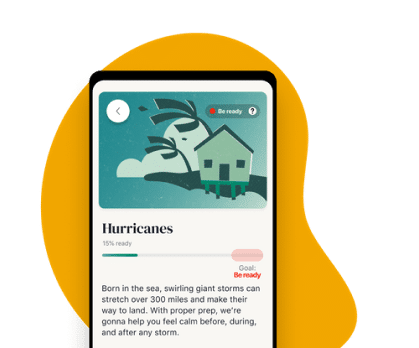 Be ready ?
Hurricanes
15% ready
Goal:
Be ready
Born in the sea, swirling giant storms can
stretch over 300 miles and make their
way to land. With proper prep, we're
gonna help you feel calm before, during,
and after any storm.